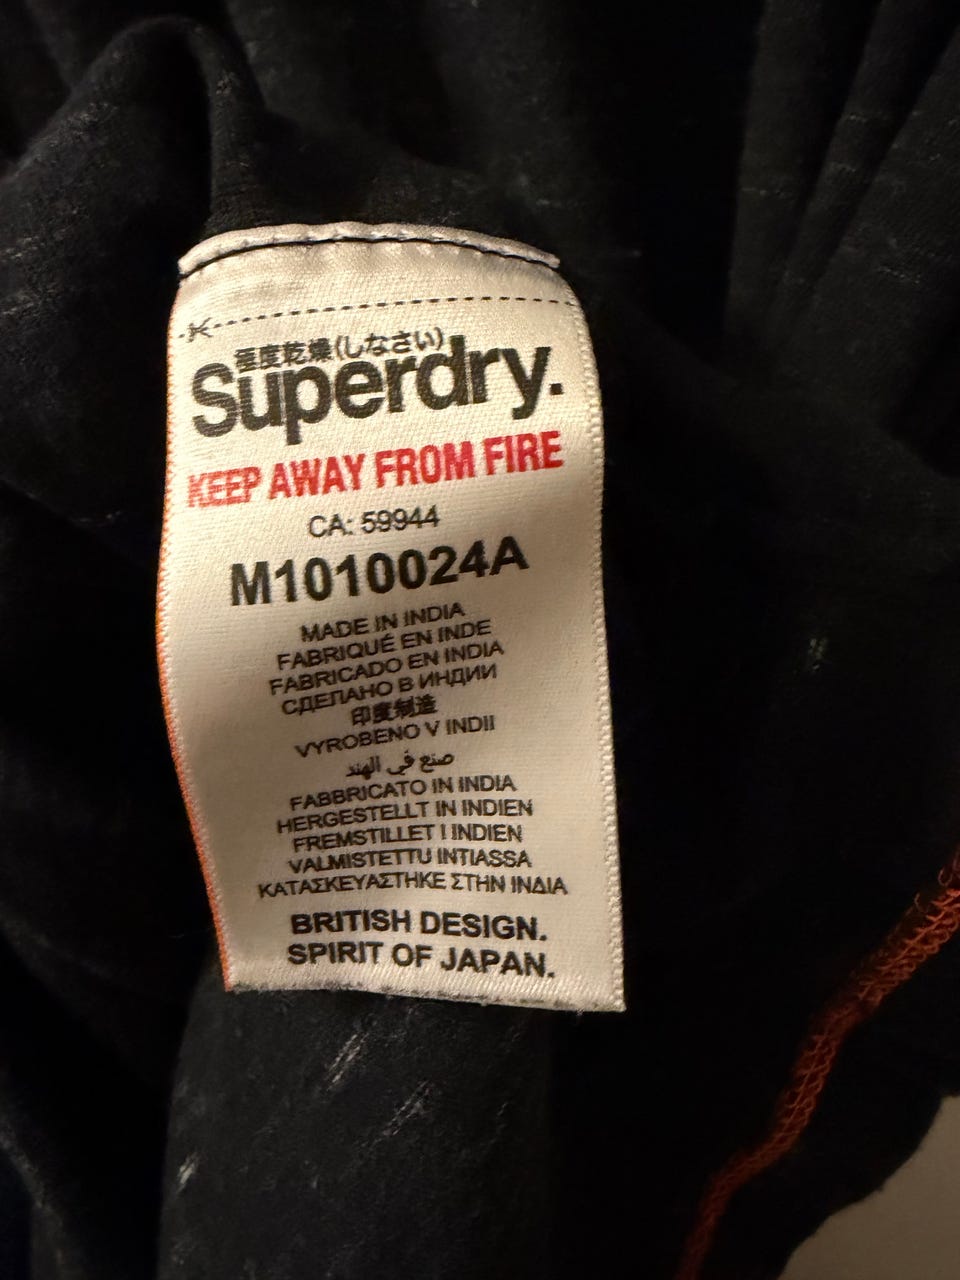 極度乾燥(しなさい)
Superdry.
KEEP AWAY FROM FIRE
CA: 59944
M1010024A
MADE IN INDIA
FABRIQUÉ EN INDE
FABRICADO EN INDIA
СДЕЛАНО В ИНДИИ
印度制造
VYROBENO V INDII
صنع في الهند
FABBRICATO IN INDIA
HERGESTELLT IN INDIEN
FREMSTILLET I INDIEN
VALMISTETTU INTIASSA
ΚΑΤΑΣΚΕΥΑΣΤΗΚΕ ΣΤΗΝ ΙΝΔΙΑ
BRITISH DESIGN.
SPIRIT OF JAPAN.